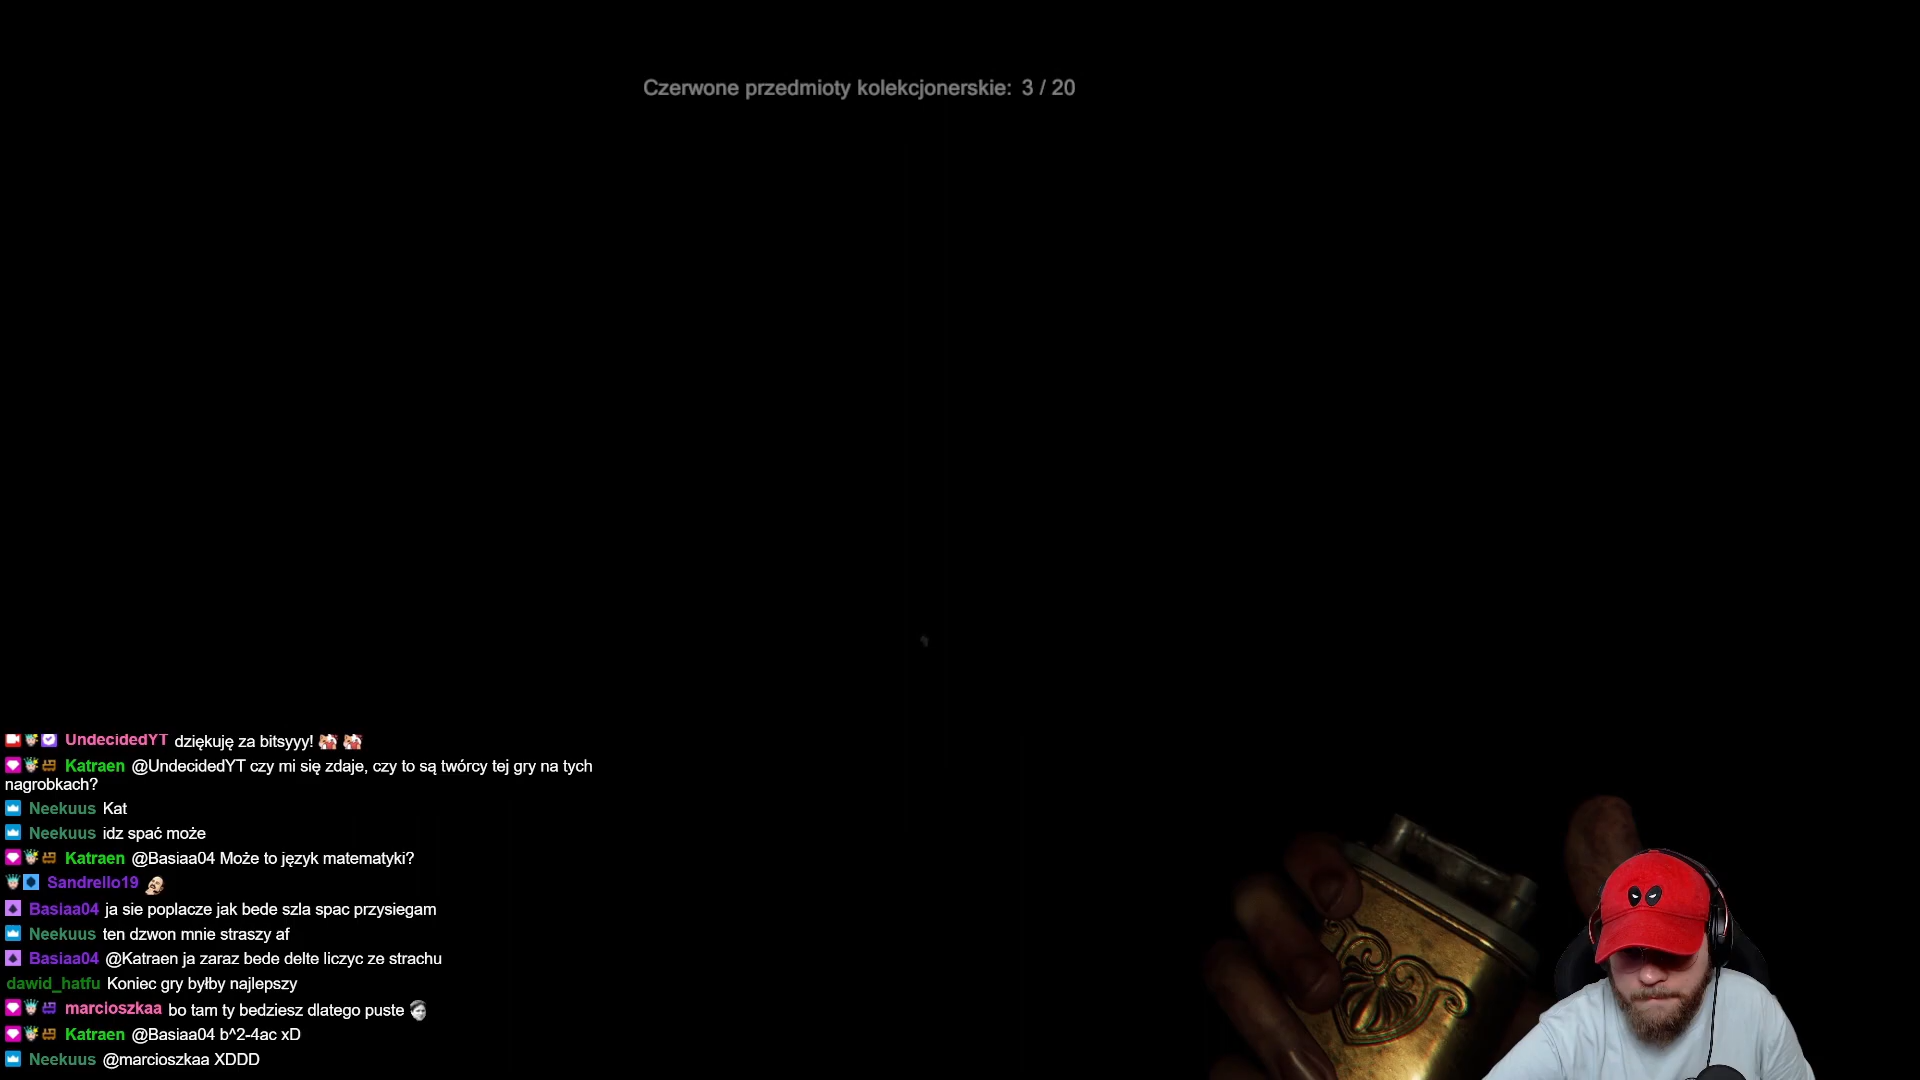 Czerwone przedmioty kolekcjonerskie: 3 / 20
UndecidedYT dziękuję za bitsyyy!
Katraen @UndecidedYT czy mi się zdaje, czy to są twórcy tej gry na tych
nagrobkach?
Neekuus Kat
Neekuus idz spać może
Katraen @Basiaa04 Może to język matematyki?
Sandrello19
Basiaa04 ja sie poplacze jak bede szla spac przysiegam
Neekuus ten dzwon mnie straszy af
Basiaa04 @Katraen ja zaraz bede delte liczyc ze strachu
dawid_hatfu Koniec gry byłby najlepszy
marcioszkaa bo tam ty bedziesz dlatego puste
Katraen @Basiaa04 b^2-4ac xD
Neekuus @marcioszkaa XDDD